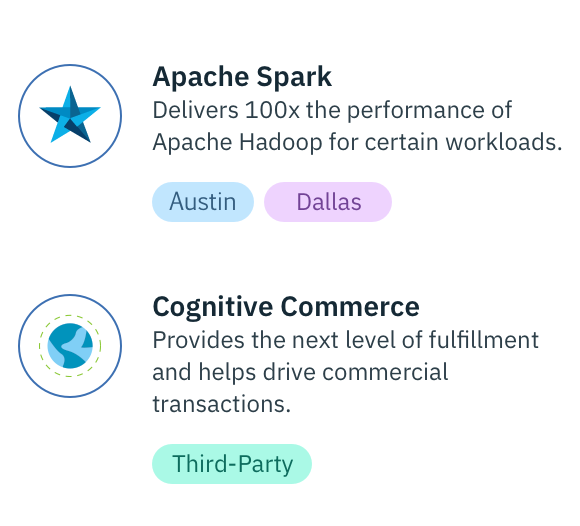 Apache Spark
Delivers 100x the performance of
Apache Hadoop for certain workloads.
Austin Dallas
Cognitive Commerce
Provides the next level of fulfillment
and helps drive commercial
transactions.
Third-Party